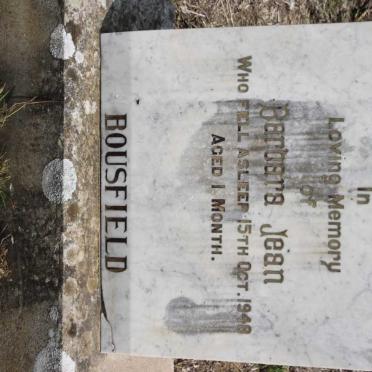 In
Loving Memory
of
Barbara Jean
Who fell asleep 15th Oct. 1948
Aged 1 Month.
BOUSFIELD